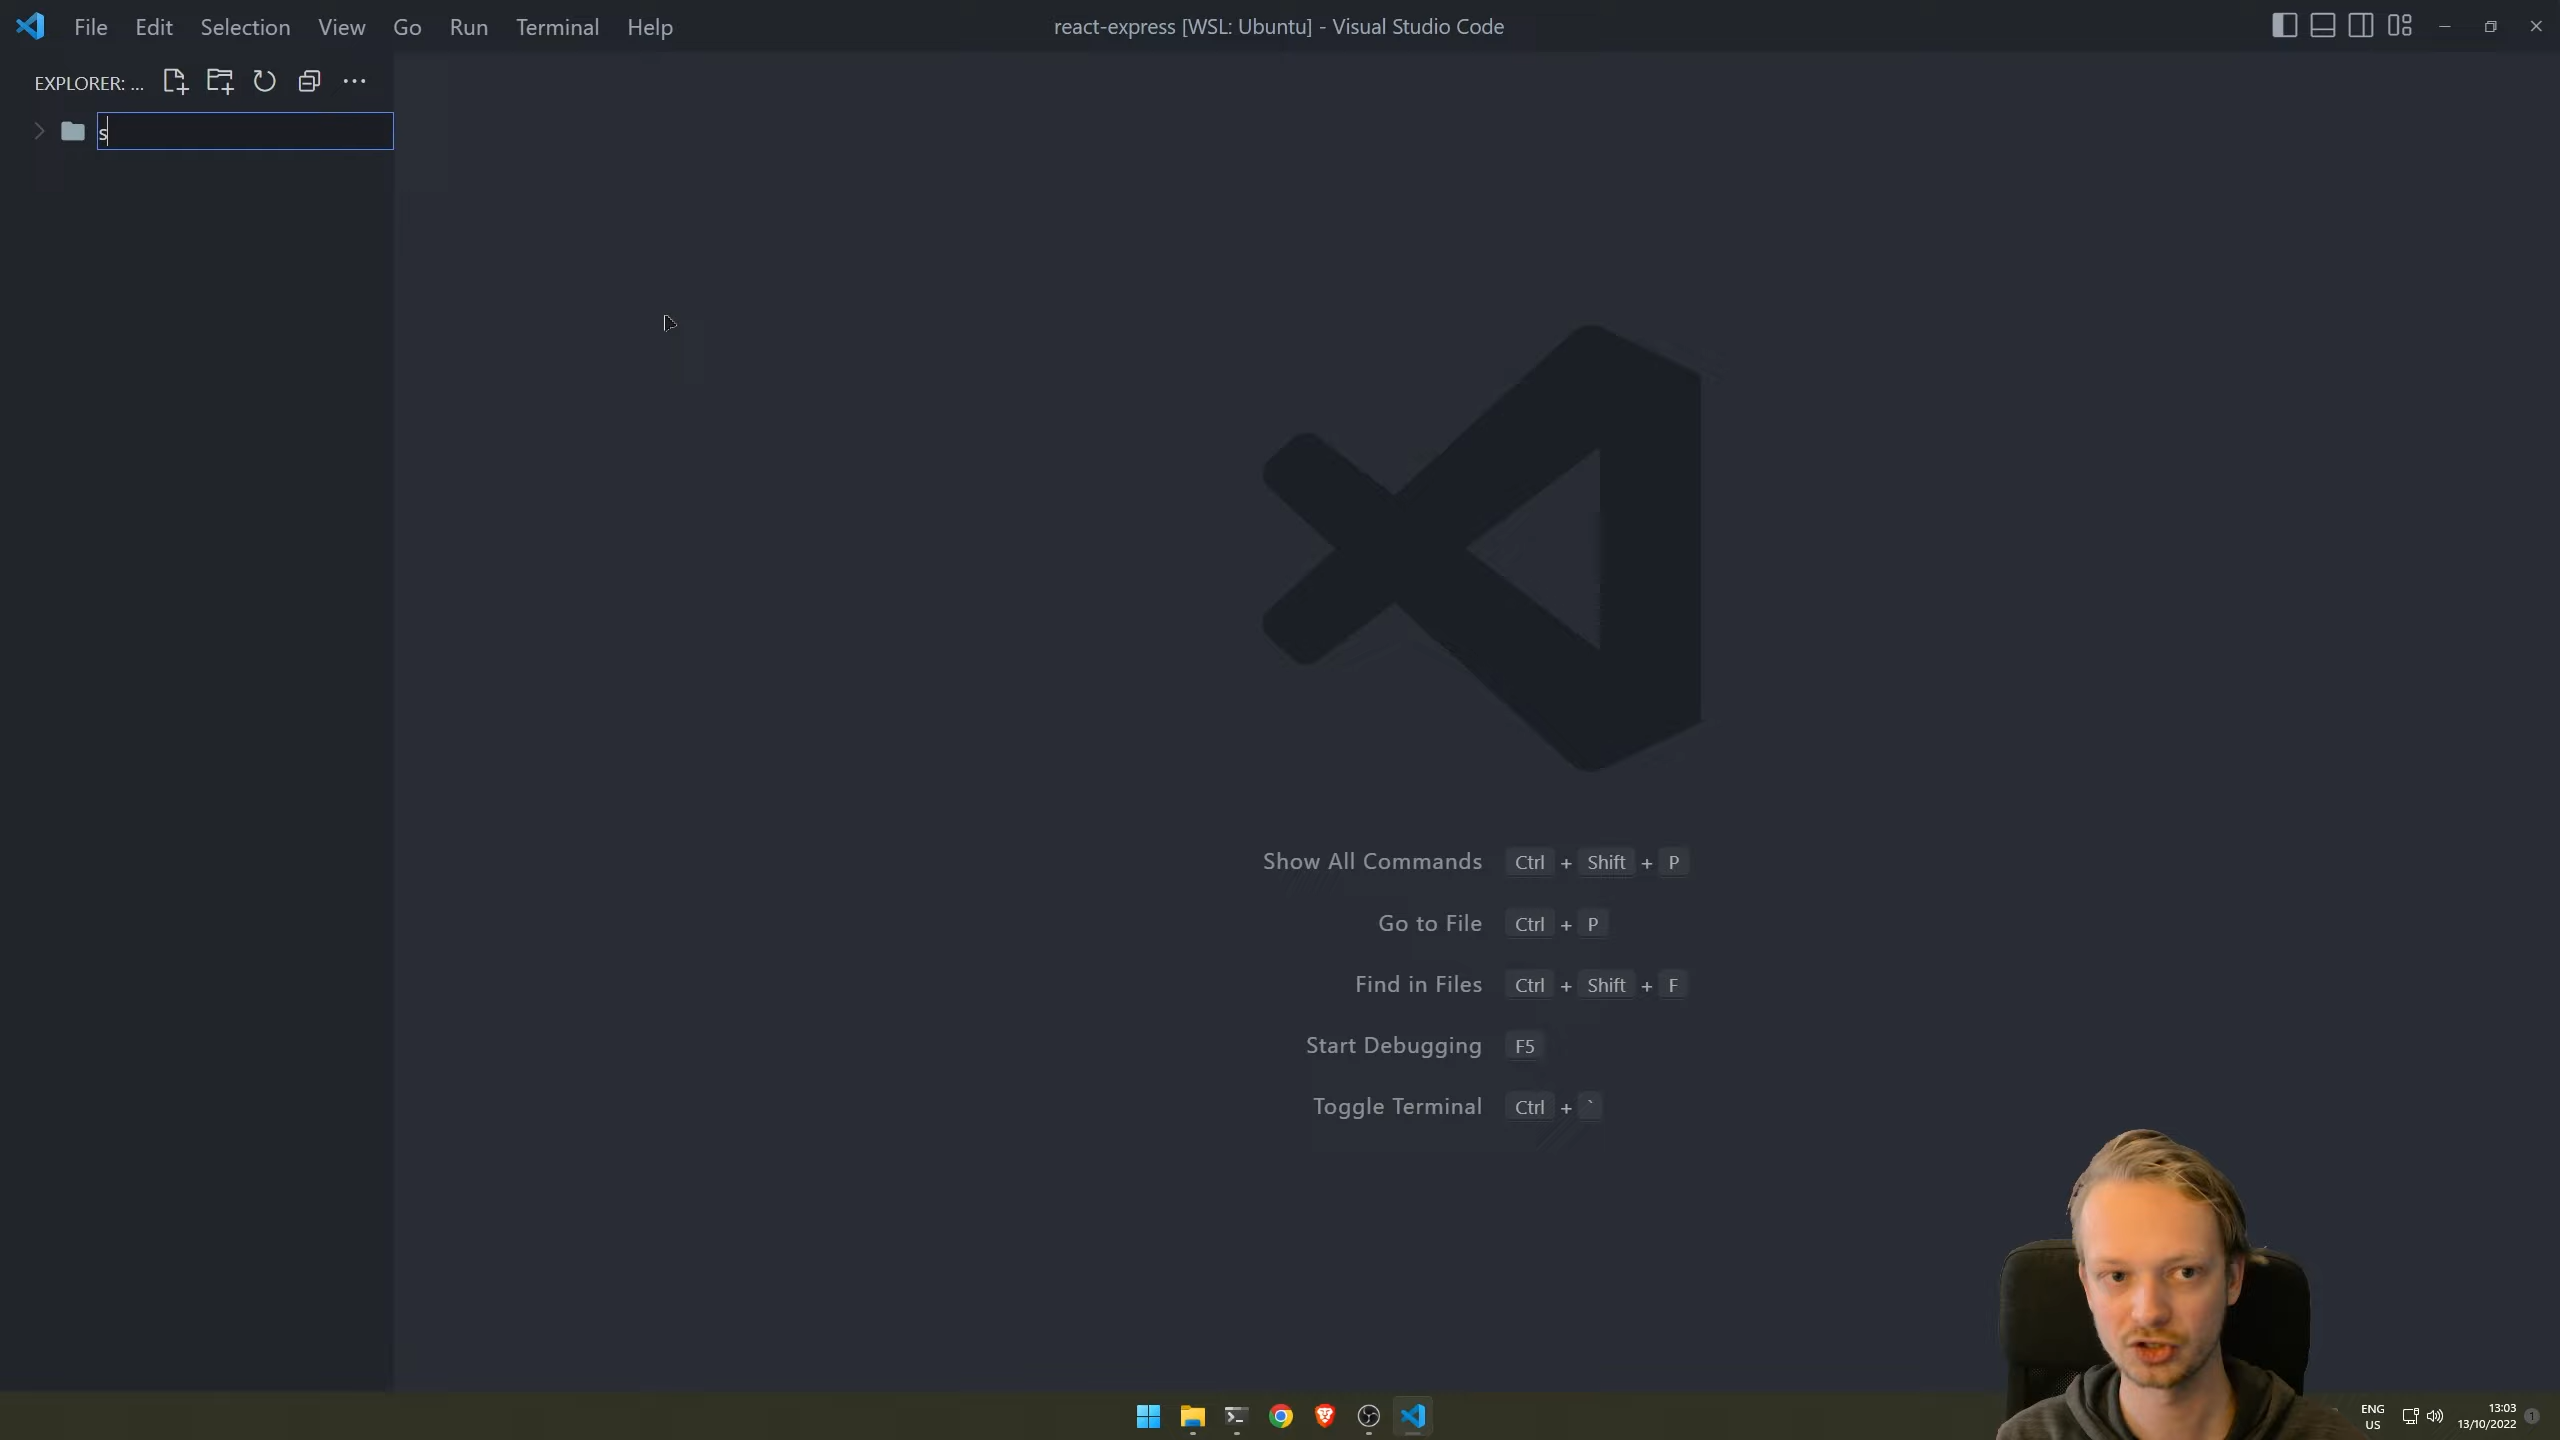 File Edit Selection View Go Run Terminal Help
react-express [WSL: Ubuntu] - Visual Studio Code
EXPLORER: ...
s
Show All Commands Ctrl + Shift + P
Go to File Ctrl + P
Find in Files Ctrl + Shift + F
Start Debugging F5
Toggle Terminal Ctrl + `
ENG
US
13:03
13/10/2022
1